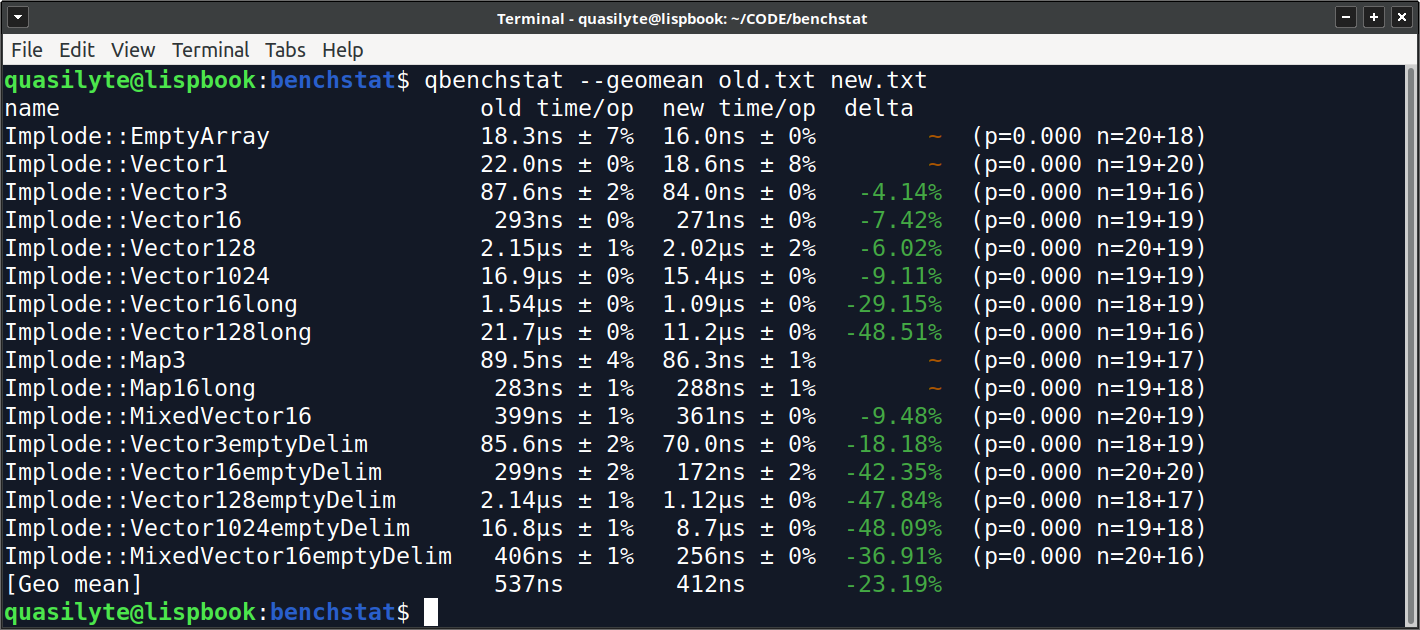 Terminal - quasilyte@lispbook: ~/CODE/benchstat
File Edit View Terminal Tabs Help
quasilyte@lispbook:benchstat$ qbenchstat --geomean old.txt new.txt
name old time/op new time/op delta
Implode::EmptyArray 18.3ns ± 7% 16.0ns ± 0% ~ (p=0.000 n=20+18)
Implode::Vector1 22.0ns ± 0% 18.6ns ± 8% ~ (p=0.000 n=19+20)
Implode::Vector3 87.6ns ± 2% 84.0ns ± 0% -4.14% (p=0.000 n=19+16)
Implode::Vector16 293ns ± 0% 271ns ± 0% -7.42% (p=0.000 n=19+19)
Implode::Vector128 2.15µs ± 1% 2.02µs ± 2% -6.02% (p=0.000 n=20+19)
Implode::Vector1024 16.9µs ± 0% 15.4µs ± 0% -9.11% (p=0.000 n=19+19)
Implode::Vector16long 1.54µs ± 0% 1.09µs ± 0% -29.15% (p=0.000 n=18+19)
Implode::Vector128long 21.7µs ± 0% 11.2µs ± 0% -48.51% (p=0.000 n=19+16)
Implode::Map3 89.5ns ± 4% 86.3ns ± 1% ~ (p=0.000 n=19+17)
Implode::Map16long 283ns ± 1% 288ns ± 1% ~ (p=0.000 n=19+18)
Implode::MixedVector16 399ns ± 1% 361ns ± 0% -9.48% (p=0.000 n=20+19)
Implode::Vector3emptyDelim 85.6ns ± 2% 70.0ns ± 0% -18.18% (p=0.000 n=18+19)
Implode::Vector16emptyDelim 299ns ± 2% 172ns ± 2% -42.35% (p=0.000 n=20+20)
Implode::Vector128emptyDelim 2.14µs ± 1% 1.12µs ± 0% -47.84% (p=0.000 n=18+17)
Implode::Vector1024emptyDelim 16.8µs ± 1% 8.7µs ± 0% -48.09% (p=0.000 n=19+18)
Implode::MixedVector16emptyDelim 406ns ± 1% 256ns ± 0% -36.91% (p=0.000 n=20+16)
[Geo mean] 537ns 412ns -23.19%
quasilyte@lispbook:benchstat$